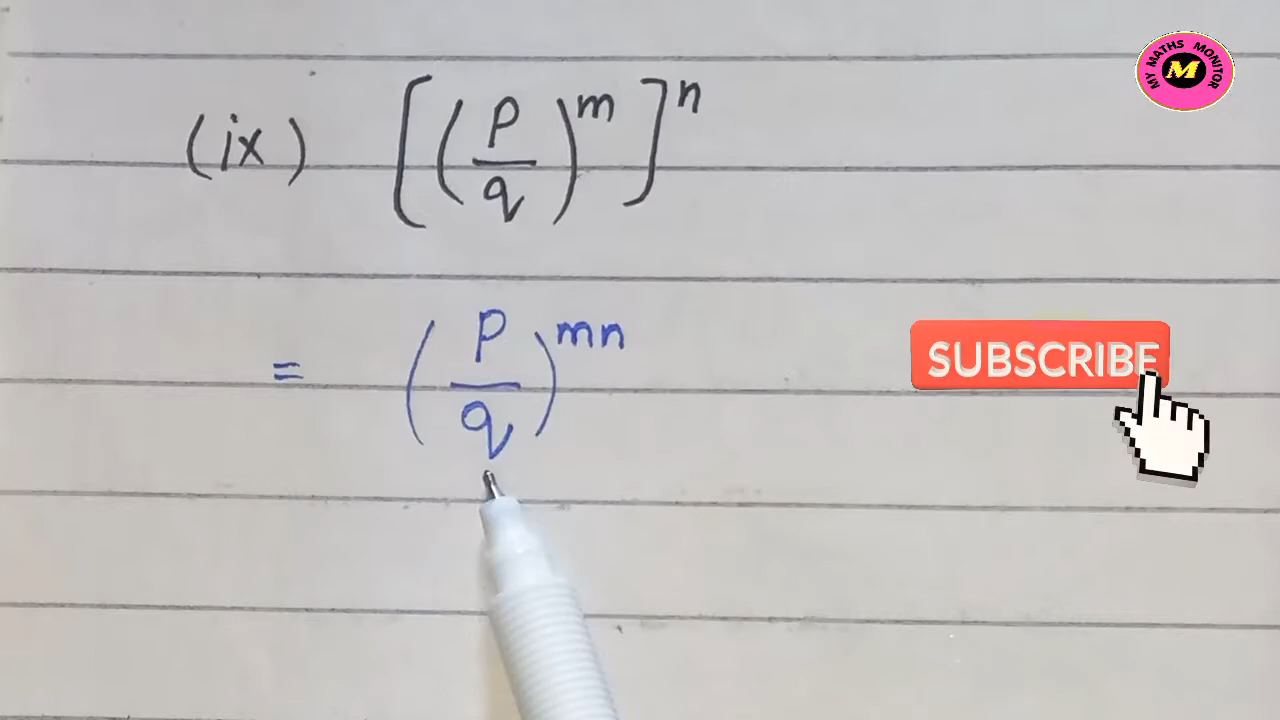 (ix) [(p/q)^m]^n
= (p/q)^mn
MY MATHS MONITOR
M
SUBSCRIBE